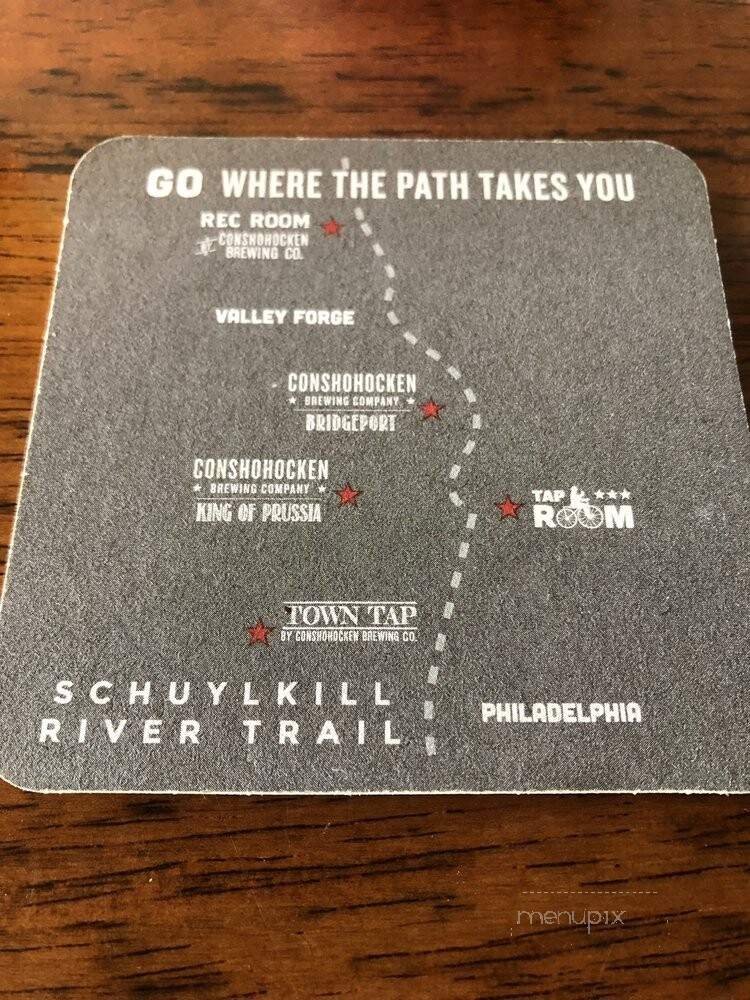 GO WHERE THE PATH TAKES YOU
REC ROOM
BY CONSHOHOCKEN
BREWING CO.
VALLEY FORGE
CONSHOHOCKEN
BREWING COMPANY
BRIDGEPORT
CONSHOHOCKEN
BREWING COMPANY
KING OF PRUSSIA
TAP
ROOM
TOWN TAP
BY CONSHOHOCKEN BREWING CO.
SCHUYLKILL
RIVER TRAIL
PHILADELPHIA
menupix